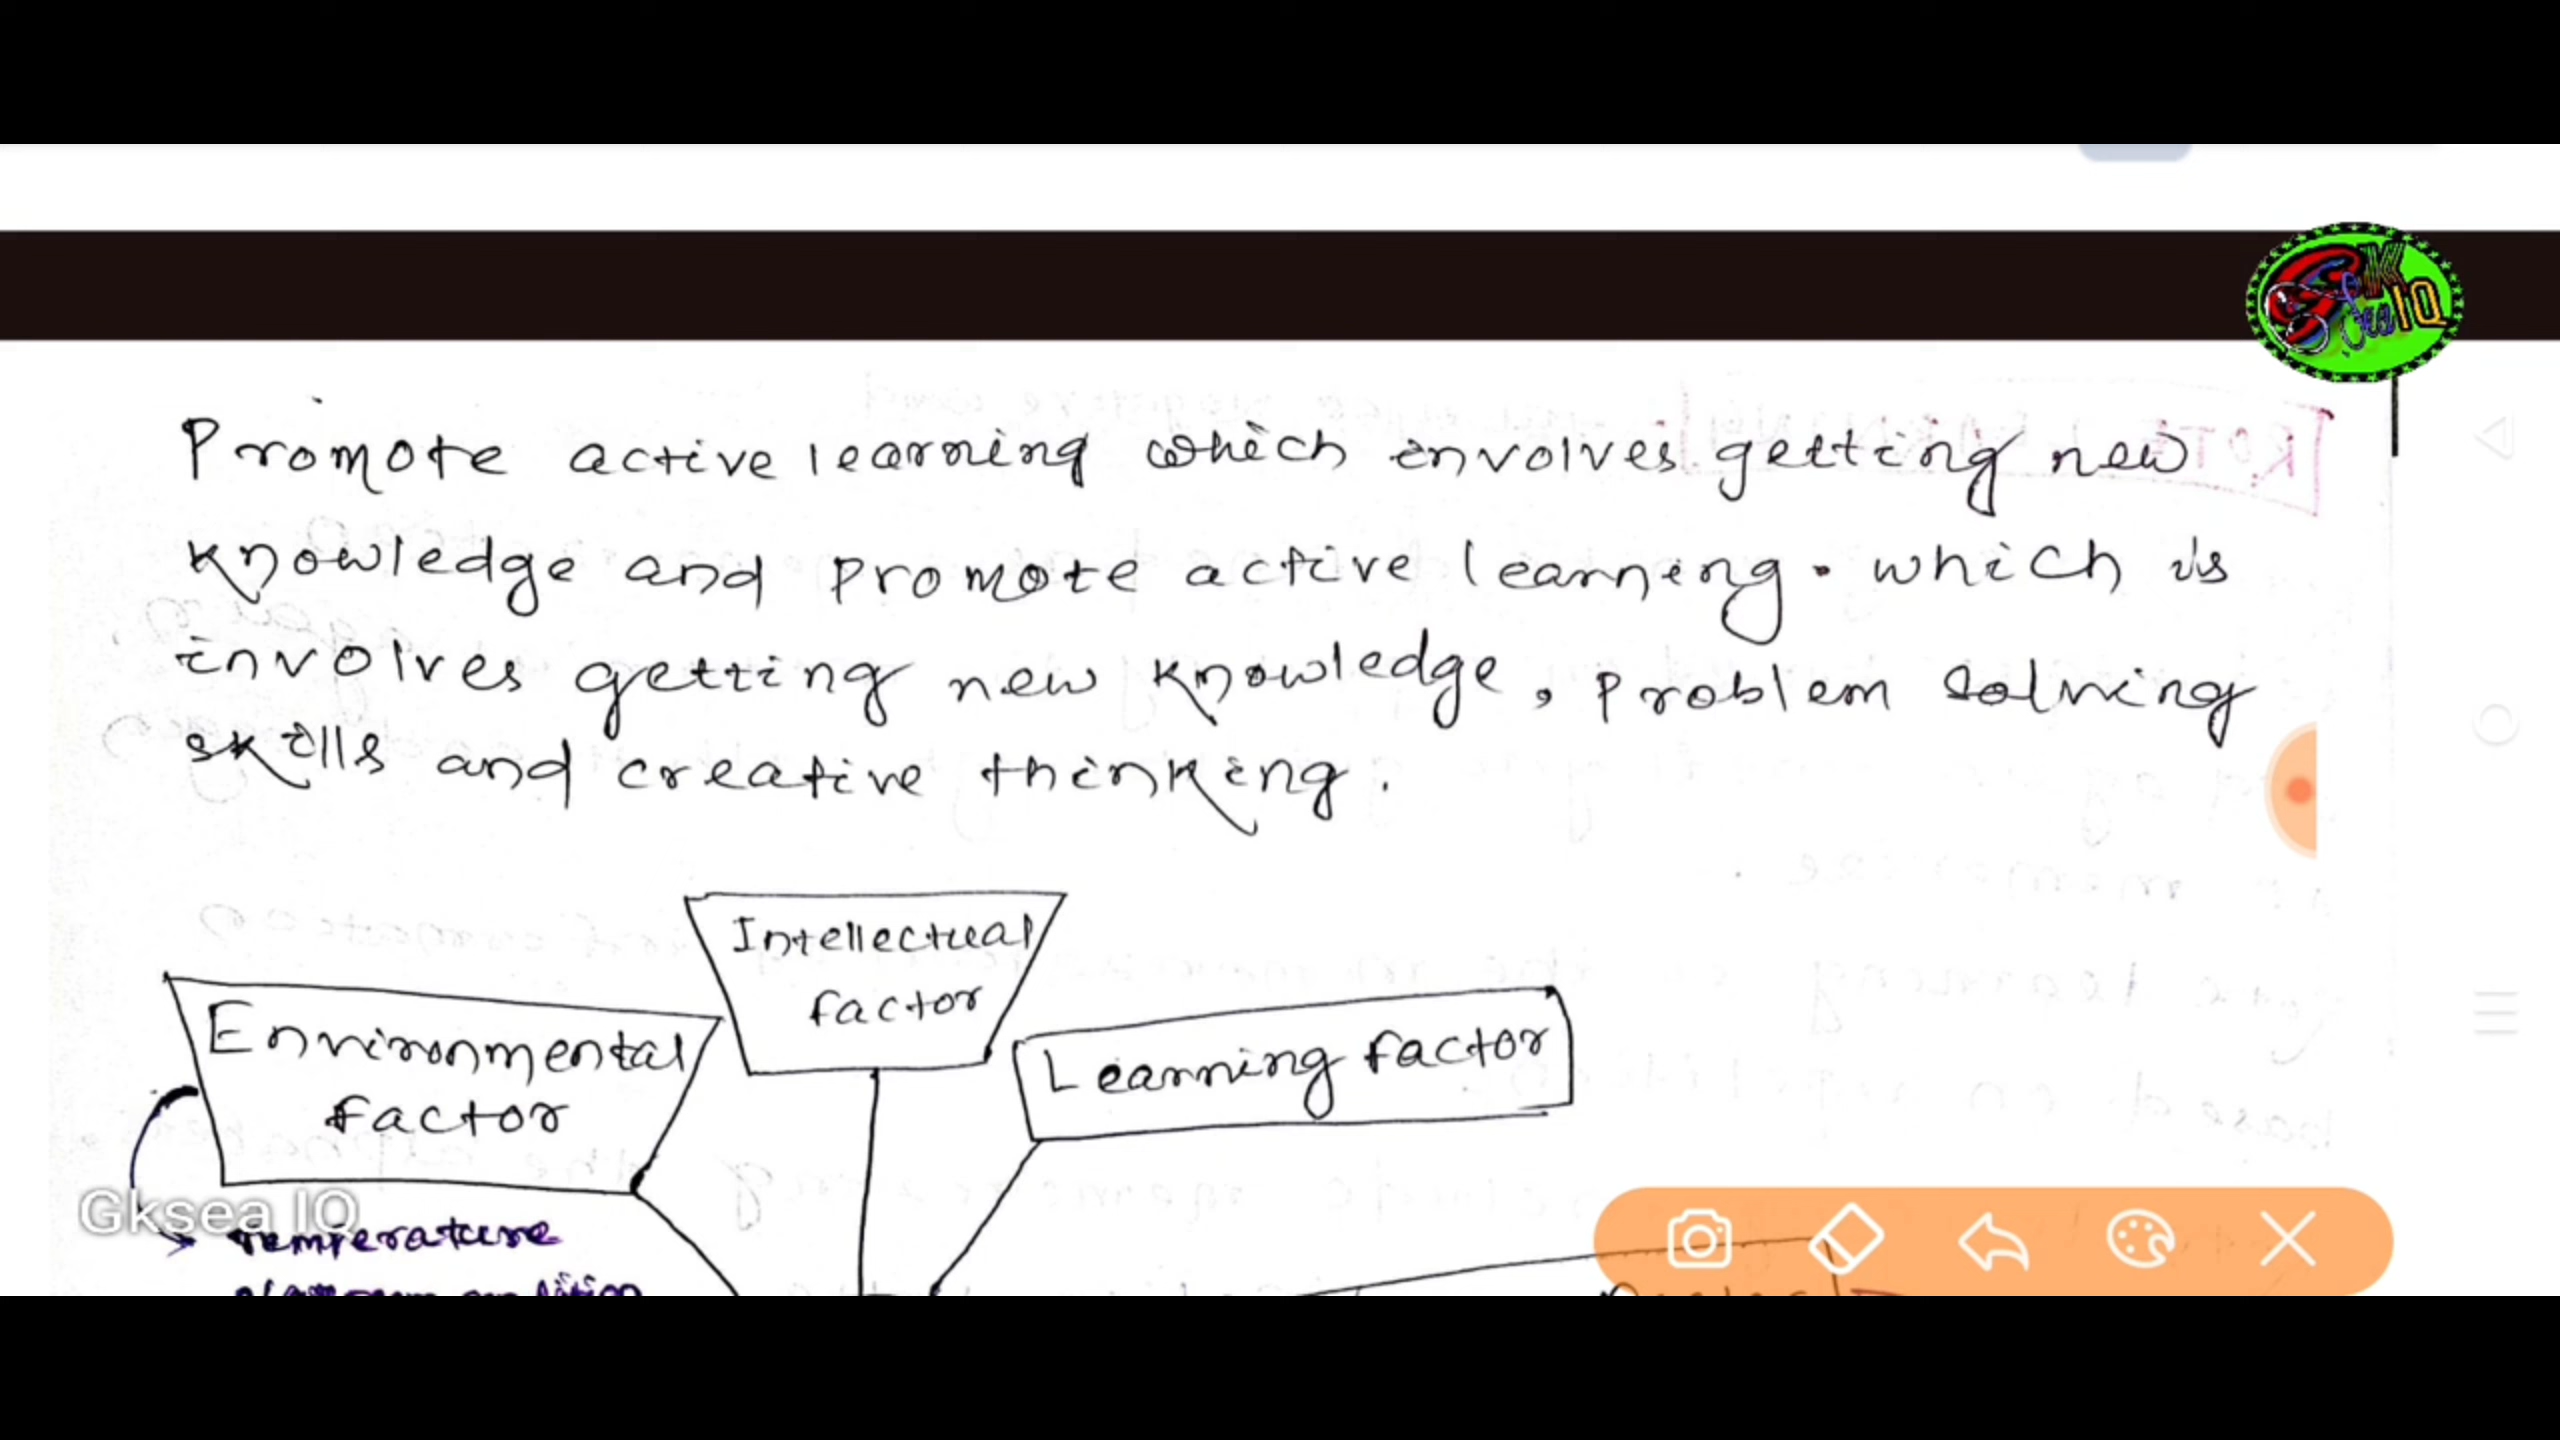 Promote active learning which involves getting new
knowledge and promote active learning. which is
involves getting new knowledge, problem solving
skills and creative thinking.
Intellectual
factor
Environmental
factor
Learning factor
Gksea IQ
Temperature